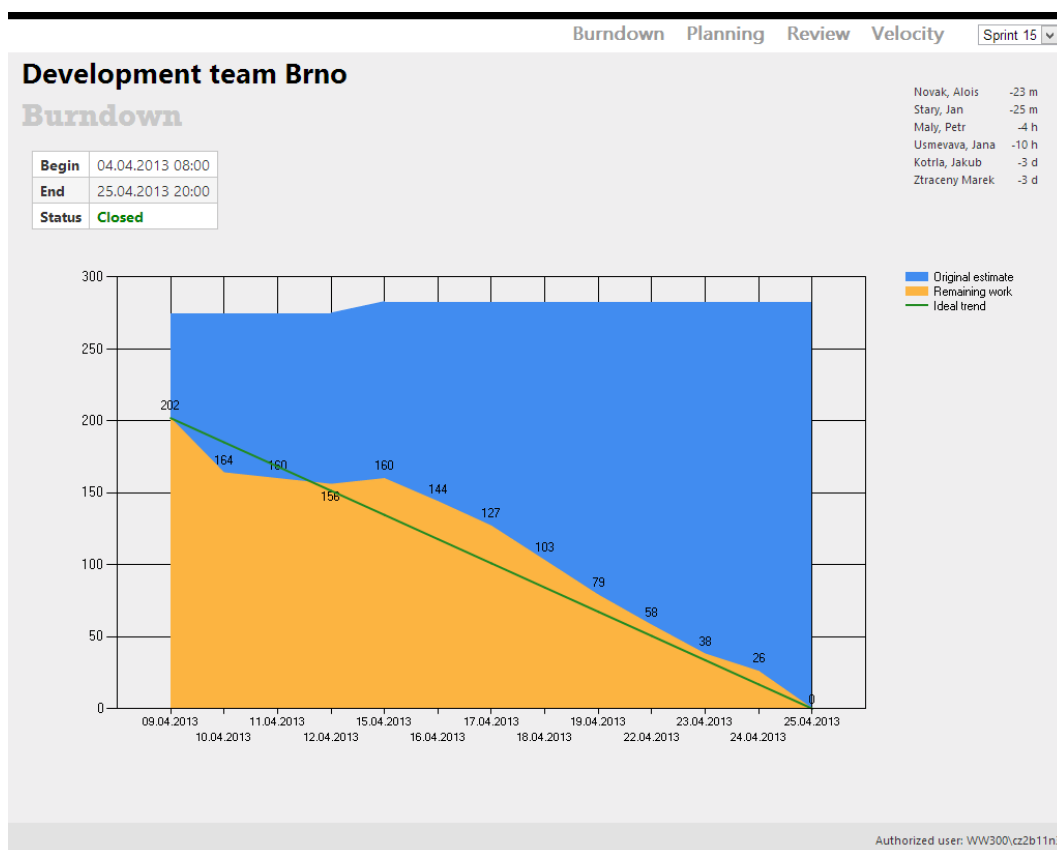 Burndown Planning Review Velocity Sprint 15
Development team Brno
Burndown
Novak, Alois -23 m
Stary, Jan -25 m
Maly, Petr -4 h
Usmevava, Jana -10 h
Kotrla, Jakub -3 d
Ztraceny Marek -3 d
Begin 04.04.2013 08:00
End 25.04.2013 20:00
Status Closed
Original estimate
Remaining work
Ideal trend
300
250
200
150
100
50
0
202
164
160
156
160
144
127
103
79
58
38
26
0
09.04.2013 11.04.2013 15.04.2013 17.04.2013 19.04.2013 23.04.2013 25.04.2013
10.04.2013 12.04.2013 16.04.2013 18.04.2013 22.04.2013 24.04.2013
Authorized user: WW300\cz2b11n